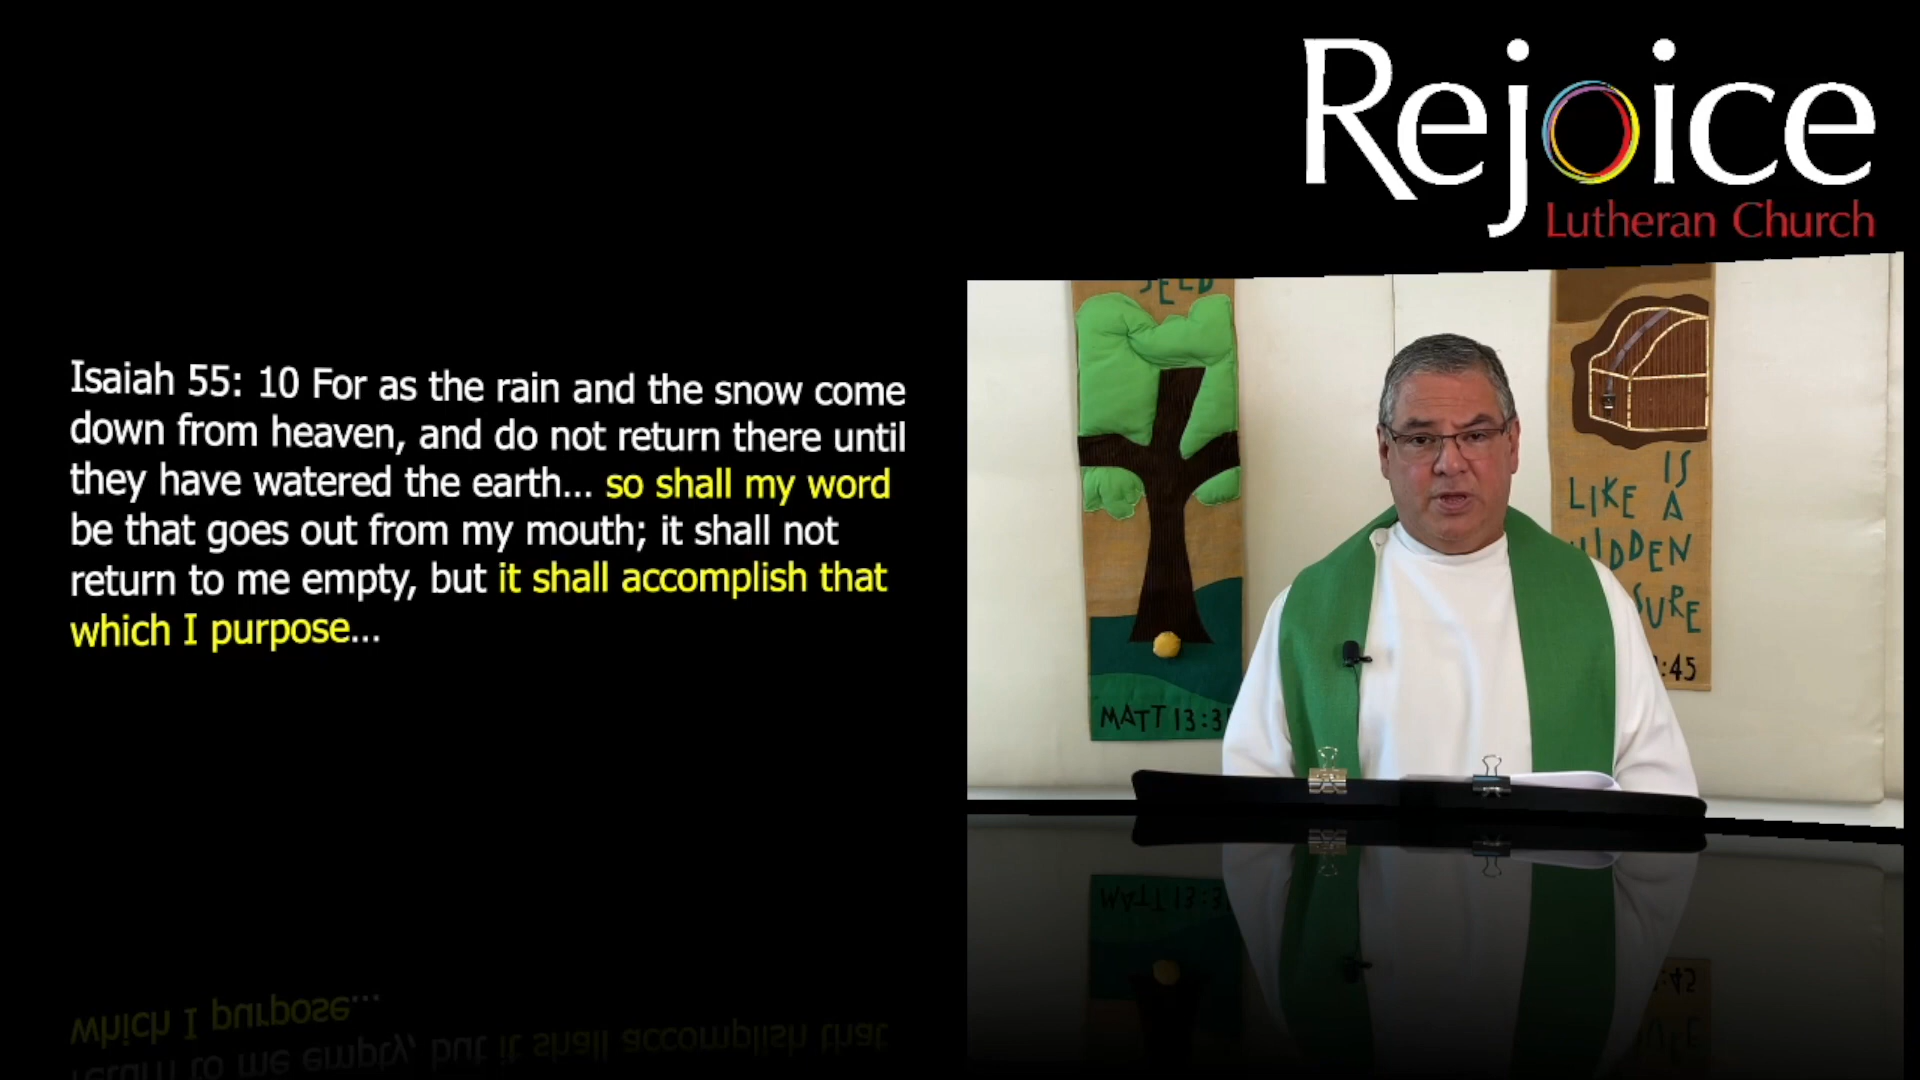 Rejoice
Lutheran Church
Isaiah 55: 10 For as the rain and the snow come
down from heaven, and do not return there until
they have watered the earth... so shall my word
be that goes out from my mouth; it shall not
return to me empty, but it shall accomplish that
which I purpose...
SEED
MATT 13:3
IS
LIKE A
HIDDEN
SURE
:45